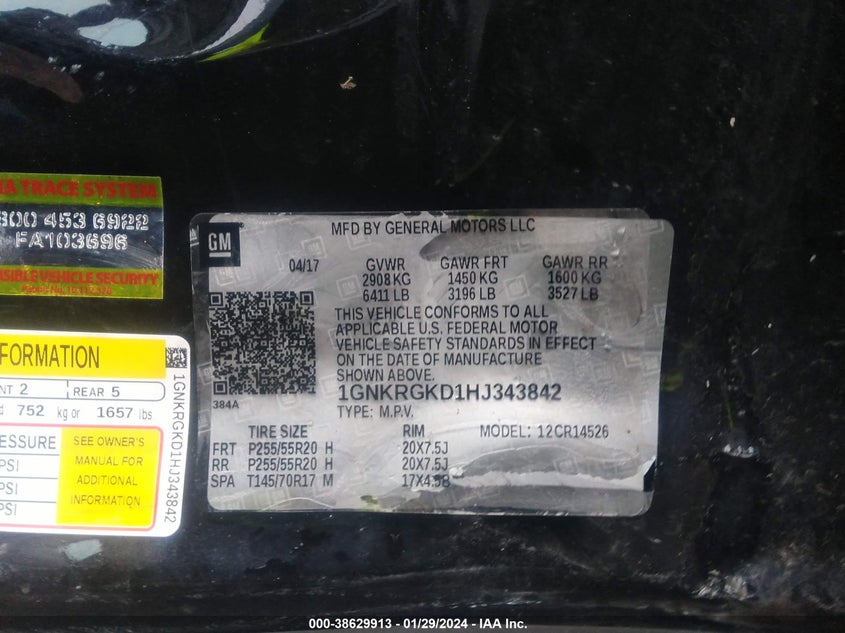 TRACE SYSTEM
800 453 6922
FA103696
VEHICLE SECURITY
GM
MFD BY GENERAL MOTORS LLC
04/17
GVWR GAWR FRT GAWR RR
2908 KG 1450 KG 1600 KG
6411 LB 3196 LB 3527 LB
THIS VEHICLE CONFORMS TO ALL
APPLICABLE U.S. FEDERAL MOTOR
VEHICLE SAFETY STANDARDS IN EFFECT
ON THE DATE OF MANUFACTURE
SHOWN ABOVE.
384A
1GNKRGKD1HJ343842
TYPE: M.P.V.
TIRE SIZE RIM MODEL: 12CR14526
FRT P255/55R20 H 20X7.5J
RR P255/55R20 H 20X7.5J
SPA T145/70R17 M 17X4.5B
FORMATION
NT 2 REAR 5
752 kg or 1657 lbs
ESSURE
PSI
PSI
PSI
SEE OWNER'S
MANUAL FOR
ADDITIONAL
INFORMATION
1GNKRGKD1HJ343842
000-38629913 - 01/29/2024 - IAA Inc.